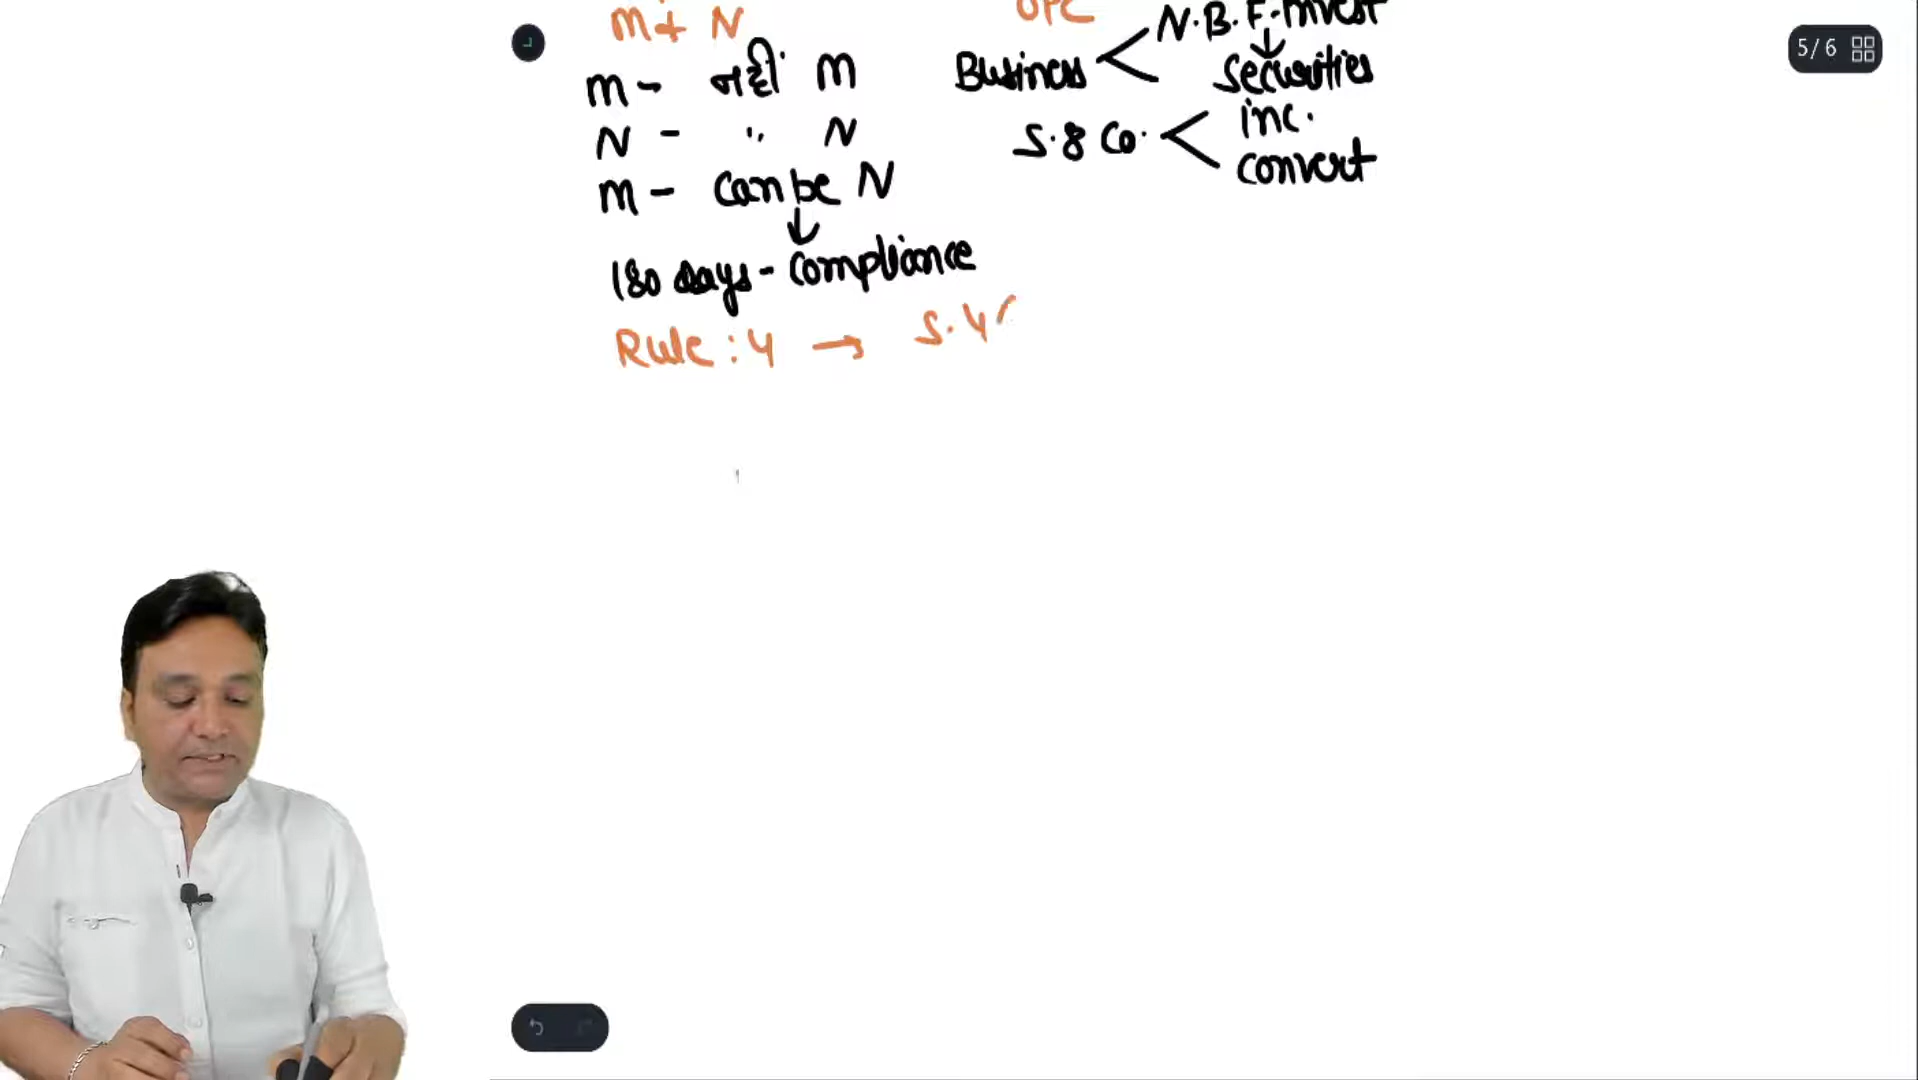 M + N
OPC
M - नहीं M
N - " N
M - can be N
↓
180 days - compliance
Rule : 4 → S. 4(
Business < N.B.F. Invest
↓
securities
S. 8 Co. < inc.
convert
5/6